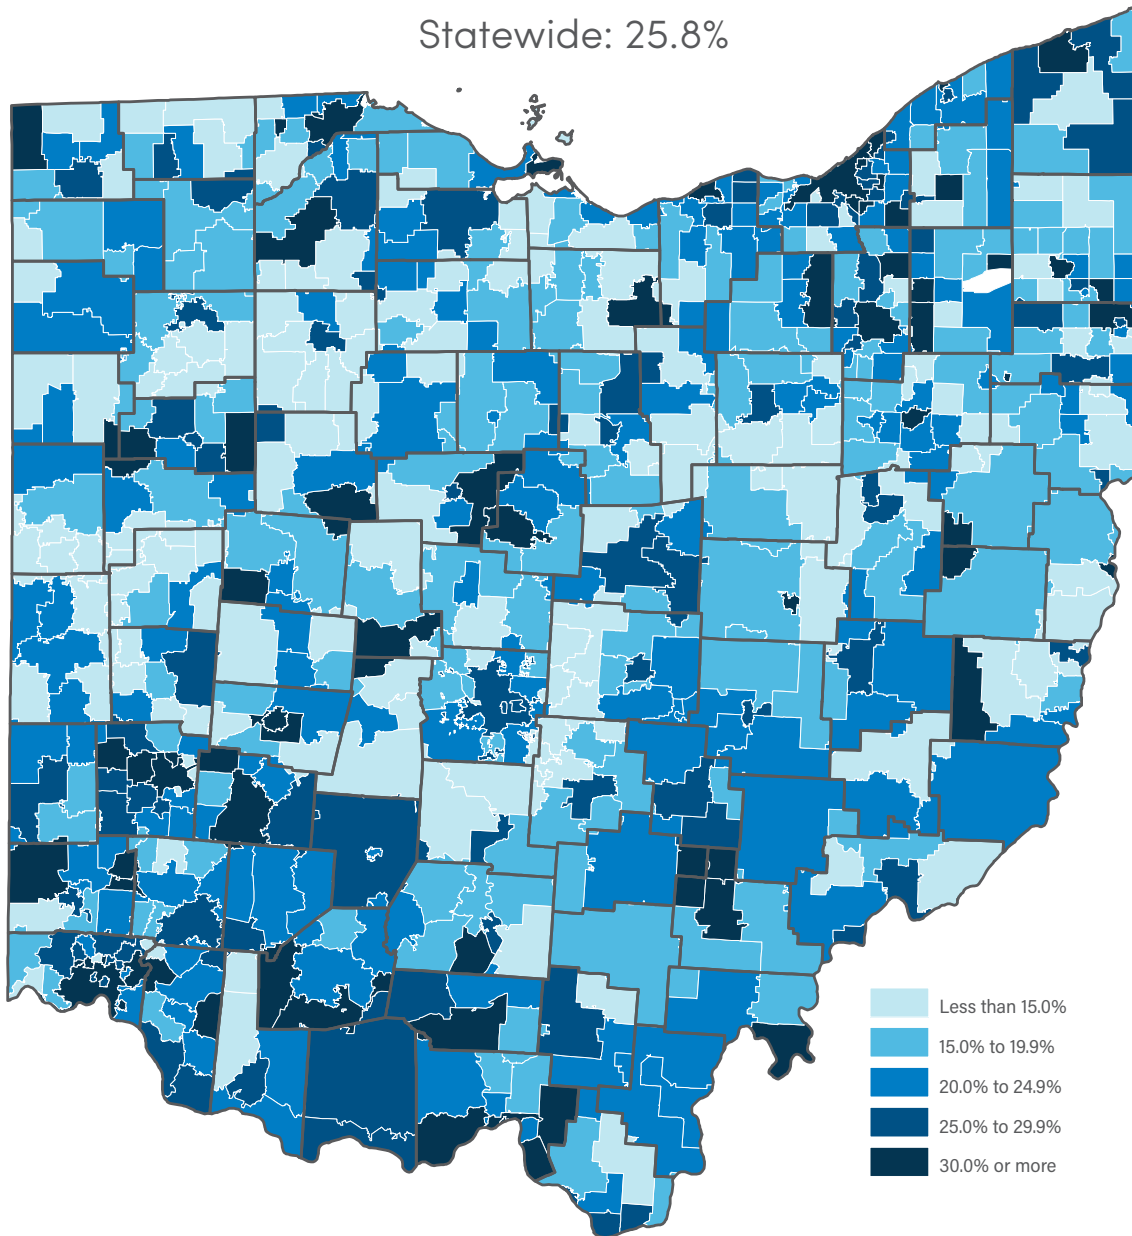 Statewide: 25.8%
Less than 15.0%
15.0% to 19.9%
20.0% to 24.9%
25.0% to 29.9%
30.0% or more